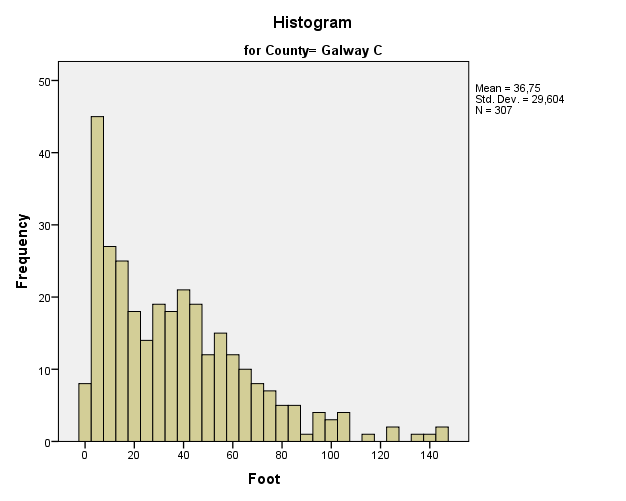 Histogram
for County= Galway C
Mean = 36,75
Std. Dev. = 29,604
N = 307
50
40
30
20
10
0
Frequency
0 20 40 60 80 100 120 140
Foot